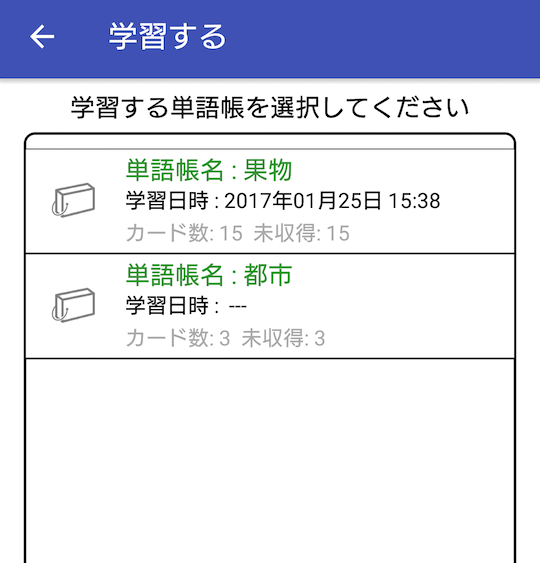 学習する
学習する単語帳を選択してください
単語帳名 : 果物
学習日時 : 2017年01月25日 15:38
カード数: 15 未収得: 15
単語帳名 : 都市
学習日時 : ---
カード数: 3 未収得: 3